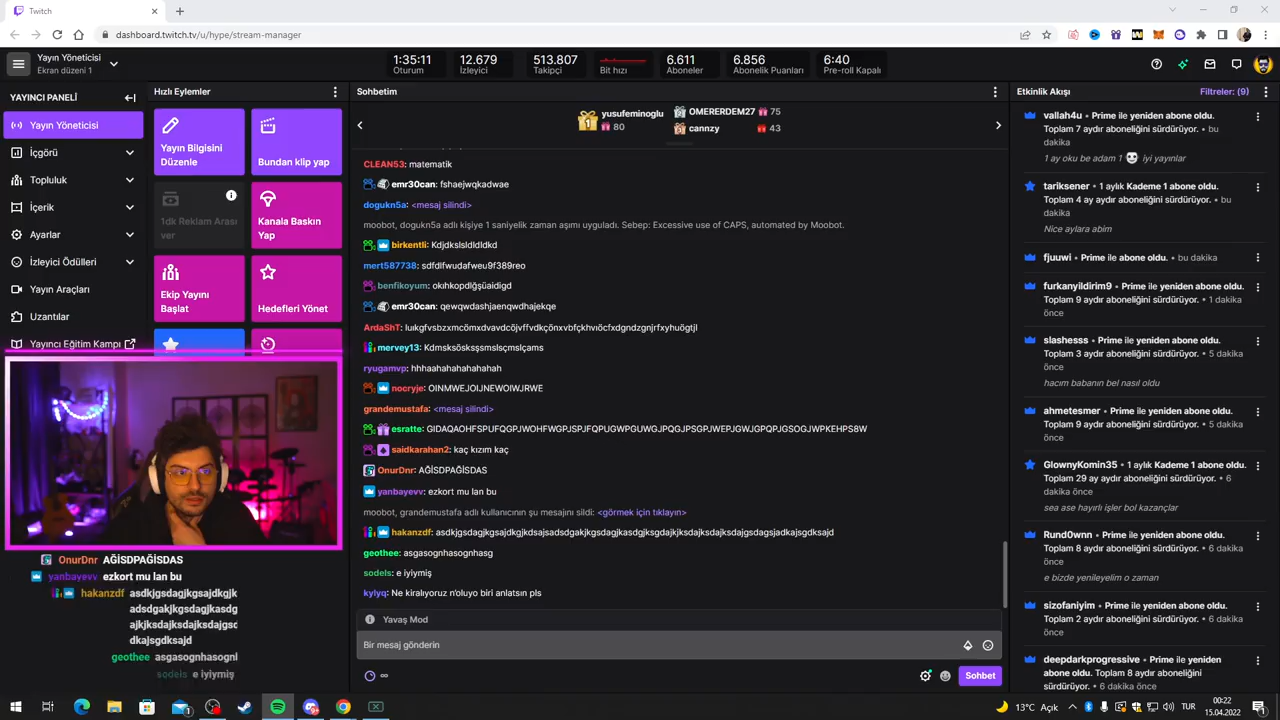 Twitch
dashboard.twitch.tv/u/hype/stream-manager
Yayın Yöneticisi
Ekran düzeni 1
1:35:11
Oturum
12.679
İzleyici
513.807
Takipçi
Bit hızı
6.611
Aboneler
6.856
Abonelik Puanları
6:40
Pre-roll Kapalı
YAYINCI PANELİ
Yayın Yöneticisi
İçgörü
Topluluk
İçerik
Ayarlar
İzleyici Ödülleri
Yayın Araçları
Uzantılar
Yayıncı Eğitim Kampı
Hızlı Eylemler
Yayın Bilgisini
Düzenle
Bundan klip yap
1dk Reklam Arası
ver
Kanala Baskın
Yap
Ekip Yayını
Başlat
Hedefleri Yönet
Sohbetim
1
yusufeminoglu
80
OMERERDEM27 75
cannzy 43
CLEAN53: matematik
emr30can: fshaejwqkadwae
dogukn5a: <mesaj silindi>
moobot, dogukn5a adlı kişiye 1 saniyelik zaman aşımı uyguladı. Sebep: Excessive use of CAPS, automated by Moobot.
birkentli: Kdjdkslsldldldkd
mert587738: sdfdlfwudafweu9f389reo
benfikoyum: okıhkopdlğşüaidigd
emr30can: qewqwdashjaenqwdhajekqe
ArdaShT: lukgfvsbzxmcömxdvavdcöjvffvdkçönxvbfçkhvıöcfxdgndzgnjrfxyhuögtjl
mervey13: Kdmsksöskşşmslsçmslçams
ryugamvp: hhhaahahahahahah
nocryje: OINMWEJOIJNEWOIWJRWE
grandemustafa: <mesaj silindi>
esratte: GIDAQAOHFSPUFQGPJWOHFWGPJSPJFQPUGWPGUWGJPQGJPSGPJWEPJGWJGPQPJGSOGJWPKEHPS8W
saidkarahan2: kaç kızım kaç
OnurDnr: AĞİSDPAĞİSDAS
yanbayevv: ezkort mu lan bu
moobot, grandemustafa adlı kullanıcının şu mesajını sildi: <görmek için tıklayın>
hakanzdf: asdkjgsdagjkgsajdkgjkdsajsadsdgakjkgsdagjkasgdjksgdajkjksdajksdajksdajgsdagsjadkajsgdksajd
geothee: asgasognhasognhasg
sodels: e iyiymiş
kylyq: Ne kiralıyoruz n'oluyo biri anlatsın pls
Yavaş Mod
Bir mesaj gönderin
∞
Sohbet
Etkinlik Akışı
Filtreler: (9)
vallah4u • Prime ile yeniden abone oldu.
Toplam 7 aydır aboneliğini sürdürüyor. • bu
dakika
1 ay oku be adam 1 iyi yayınlar
tariksener • 1 aylık Kademe 1 abone oldu.
Toplam 4 ay aydır aboneliğini sürdürüyor. • bu
dakika
Nice aylara abim
fjuuwi • Prime ile abone oldu. • bu dakika
furkanyildirim9 • Prime ile yeniden abone oldu.
Toplam 9 aydır aboneliğini sürdürüyor. • 1 dakika
önce
slashesss • Prime ile yeniden abone oldu.
Toplam 3 aydır aboneliğini sürdürüyor. • 5 dakika
önce
hacım babanın bel nasıl oldu
ahmetesmer • Prime ile yeniden abone oldu.
Toplam 9 aydır aboneliğini sürdürüyor. • 5 dakika
önce
GlownyKomin35 • 1 aylık Kademe 1 abone oldu.
Toplam 29 ay aydır aboneliğini sürdürüyor. • 6
dakika önce
sea ase hayırlı işler bol kazançlar
Rund0wnn • Prime ile yeniden abone oldu.
Toplam 8 aydır aboneliğini sürdürüyor. • 6 dakika
önce
e bizde yenileyelim o zaman
sizofaniyim • Prime ile yeniden abone oldu.
Toplam 2 aydır aboneliğini sürdürüyor. • 6 dakika
önce
deepdarkprogressive • Prime ile yeniden
abone oldu. Toplam 8 aydır aboneliğini
sürdürüyor. • 6 dakika önce
OnurDnr AĞİSDPAĞİSDAS
yanbayevv ezkort mu lan bu
hakanzdf asdkjgsdagjkgsajdkgjk
adsdgakjkgsdagjkasdg
ajkjksdajksdajksdajgsd
dkajsgdksajd
geothee asgasognhasognl
sodels e iyiymiş
1
13°C Açık
TUR
00:22
15.04.2022
1